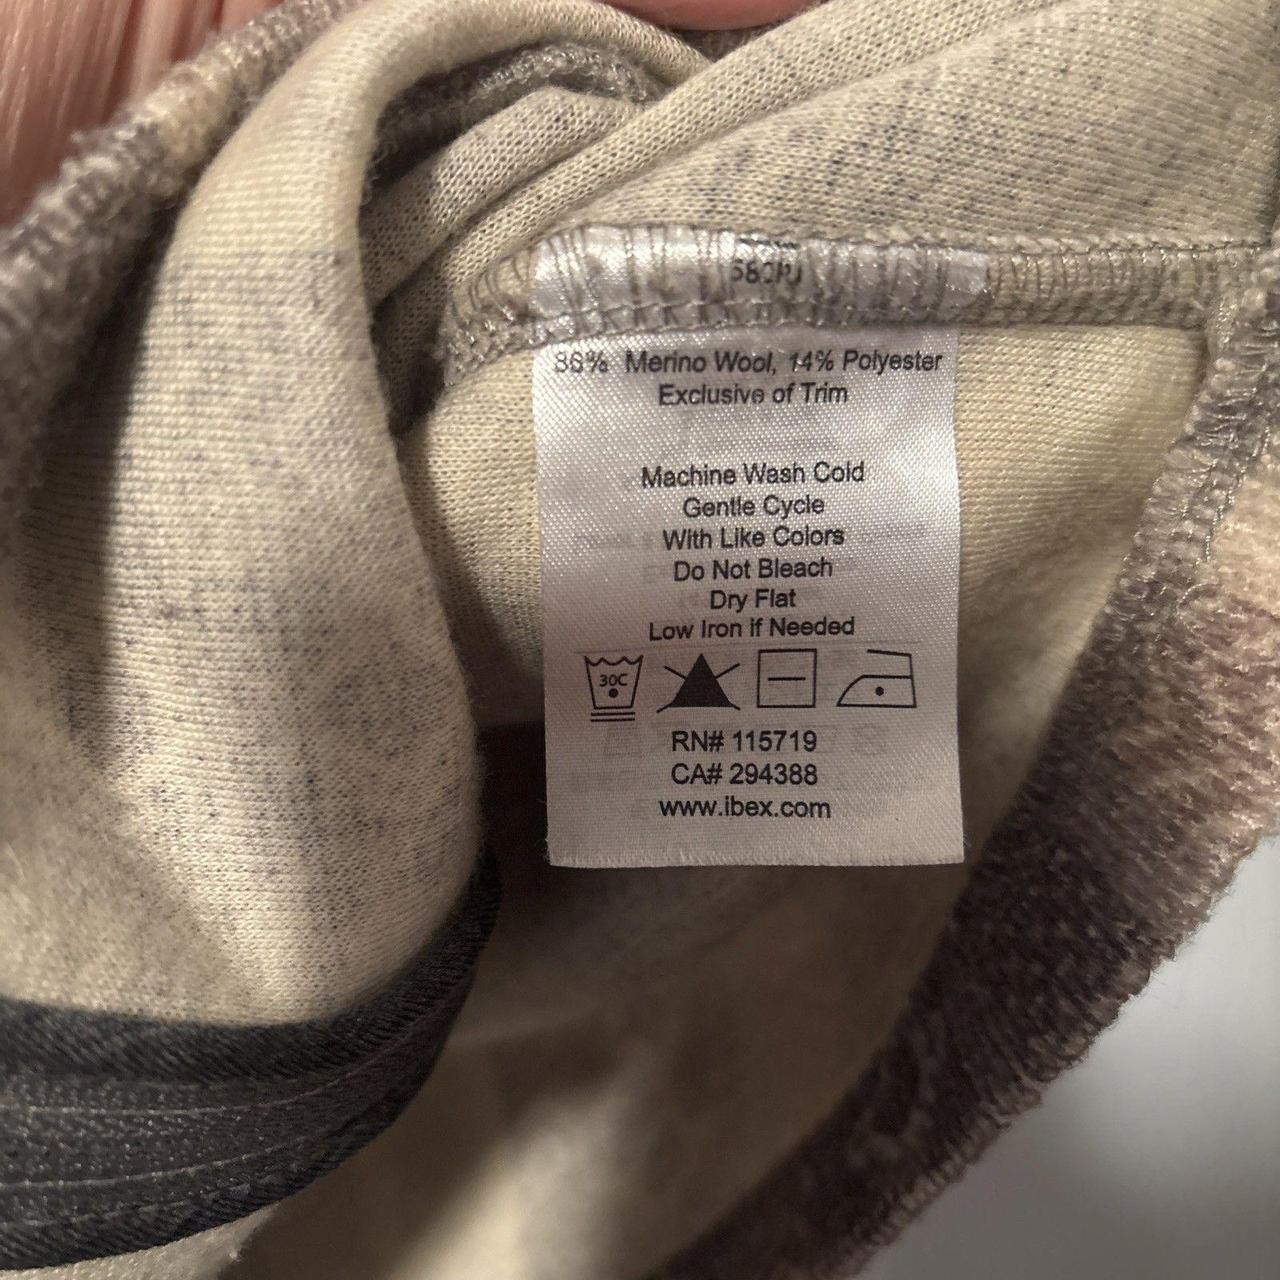 86% Merino Wool, 14% Polyester
Exclusive of Trim
Machine Wash Cold
Gentle Cycle
With Like Colors
Do Not Bleach
Dry Flat
Low Iron if Needed
30C
RN# 115719
CA# 294388
www.ibex.com